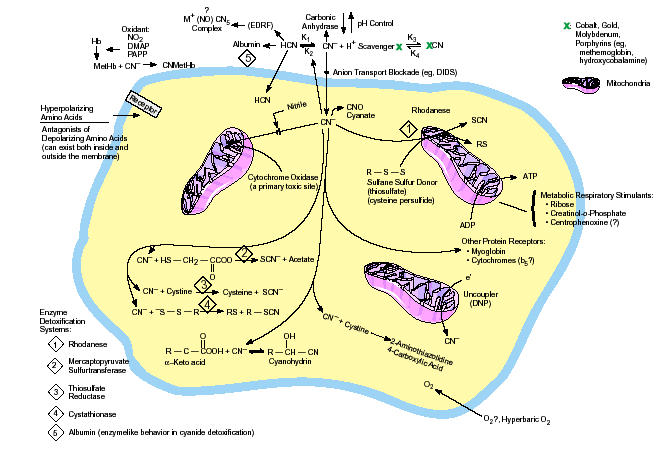 ?
M⁺ (NO) CN₅
Complex
(EDRF)
Oxidant:
NO₂
DMAP
PAPP
Hb
MetHb + CN⁻
CNMetHb
Albumin
5
HCN
K₁
K₂
CN⁻ + H⁺
Carbonic
Anhydrase
pH Control
Scavenger X
K₃
K₄
XCN
X: Cobalt, Gold,
Molybdenum,
Porphyrins (eg,
methemoglobin,
hydroxycobalamine)
Mitochondria
Anion Transport Blockade (eg, DIDS)
HCN
Nitrile
CNO
Cyanate
CN⁻
Receptor
Hyperpolarizing
Amino Acids
Antagonists of
Depolarizing Amino Acids
(can exist both inside and
outside the membrane)
Cytochrome Oxidase
(a primary toxic site)
Rhodanese
1
SCN
RS
R — S — S
Sulfane Sulfur Donor
(thiosulfate)
(cysteine persulfide)
ATP
ADP
Metabolic Respiratory Stimulants:
• Ribose
• Creatinol-o-Phosphate
• Centrophenoxine (?)
Other Protein Receptors:
• Myoglobin
• Cytochromes (b₅?)
e'
Uncoupler
(DNP)
CN⁻
CN⁻ + HS — CH₂ — CCOO
O
2
SCN⁻ + Acetate
CN⁻ + Cystine
3
Cysteine + SCN⁻
CN⁻ + S — S — R
4
RS + R — SCN
O
R — C — COOH + CN⁻
α–Keto acid
OH
R — CH — CN
Cyanohydrin
CN⁻ + Cystine
2-Aminothiazolidine
4-Carboxylic Acid
O₂
O₂?, Hyperbaric O₂
Enzyme
Detoxification
Systems:
1 Rhodanese
2 Mercaptopyruvate
Sulfurtransferase
3 Thiosulfate
Reductase
4 Cystathionase
5 Albumin (enzymelike behavior in cyanide detoxification)